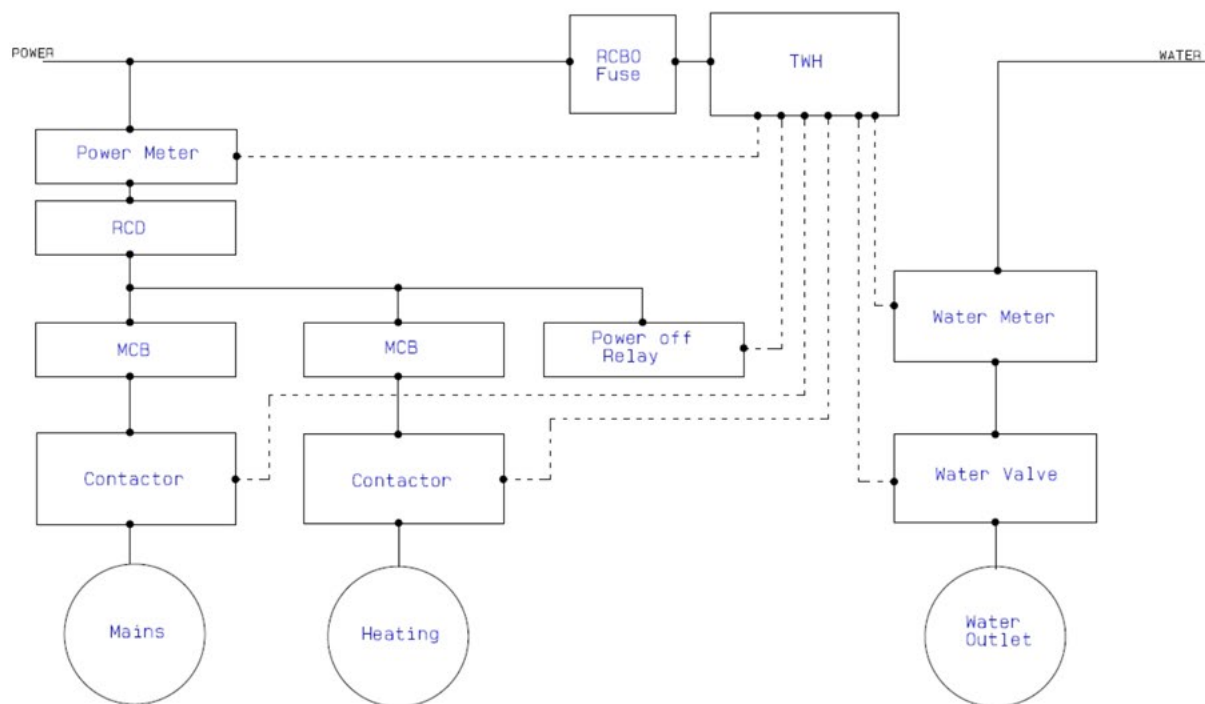 POWER
RCBO
Fuse
TWH
WATER
Power Meter
RCD
MCB
MCB
Power off
Relay
Water Meter
Contactor
Contactor
Water Valve
Mains
Heating
Water
Outlet